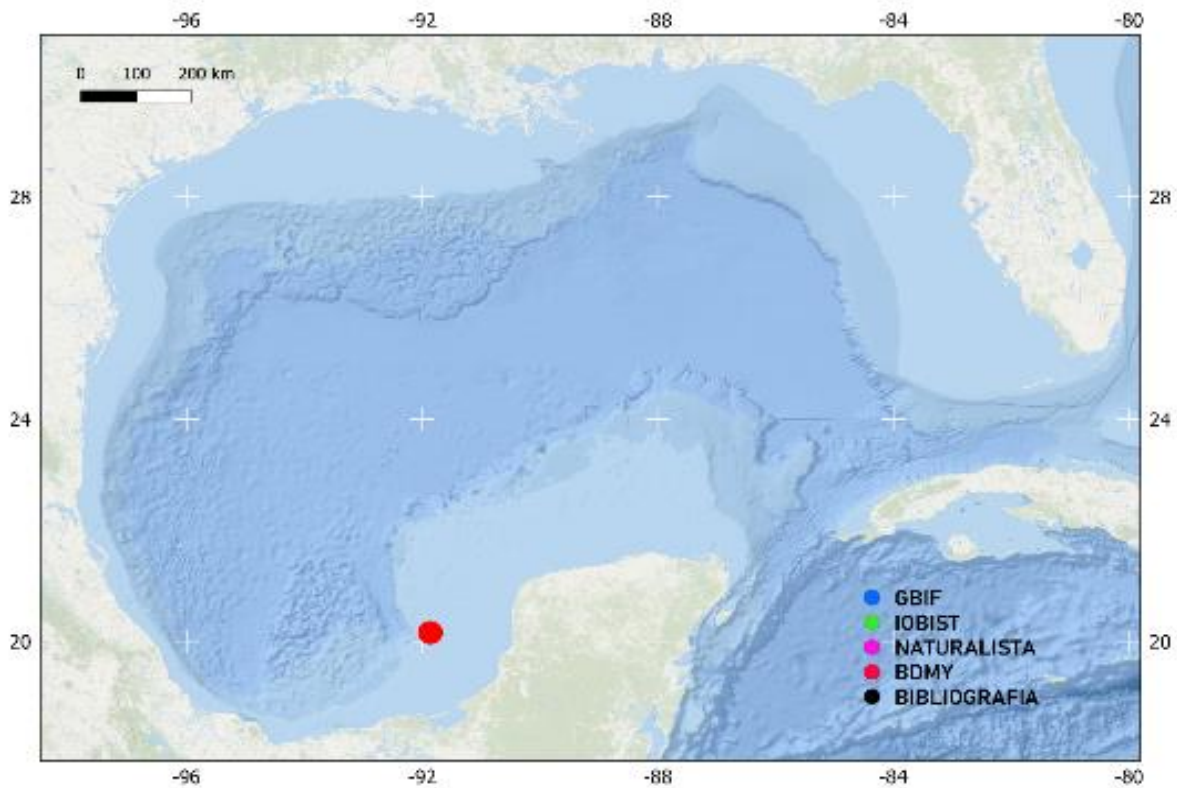 -96 -92 -88 -84 -80
0 100 200 km
28 28
24 24
GBIF
IOBIST
NATURALISTA
20 20
BDMY
BIBLIOGRAFIA
-96 -92 -88 -84 -80